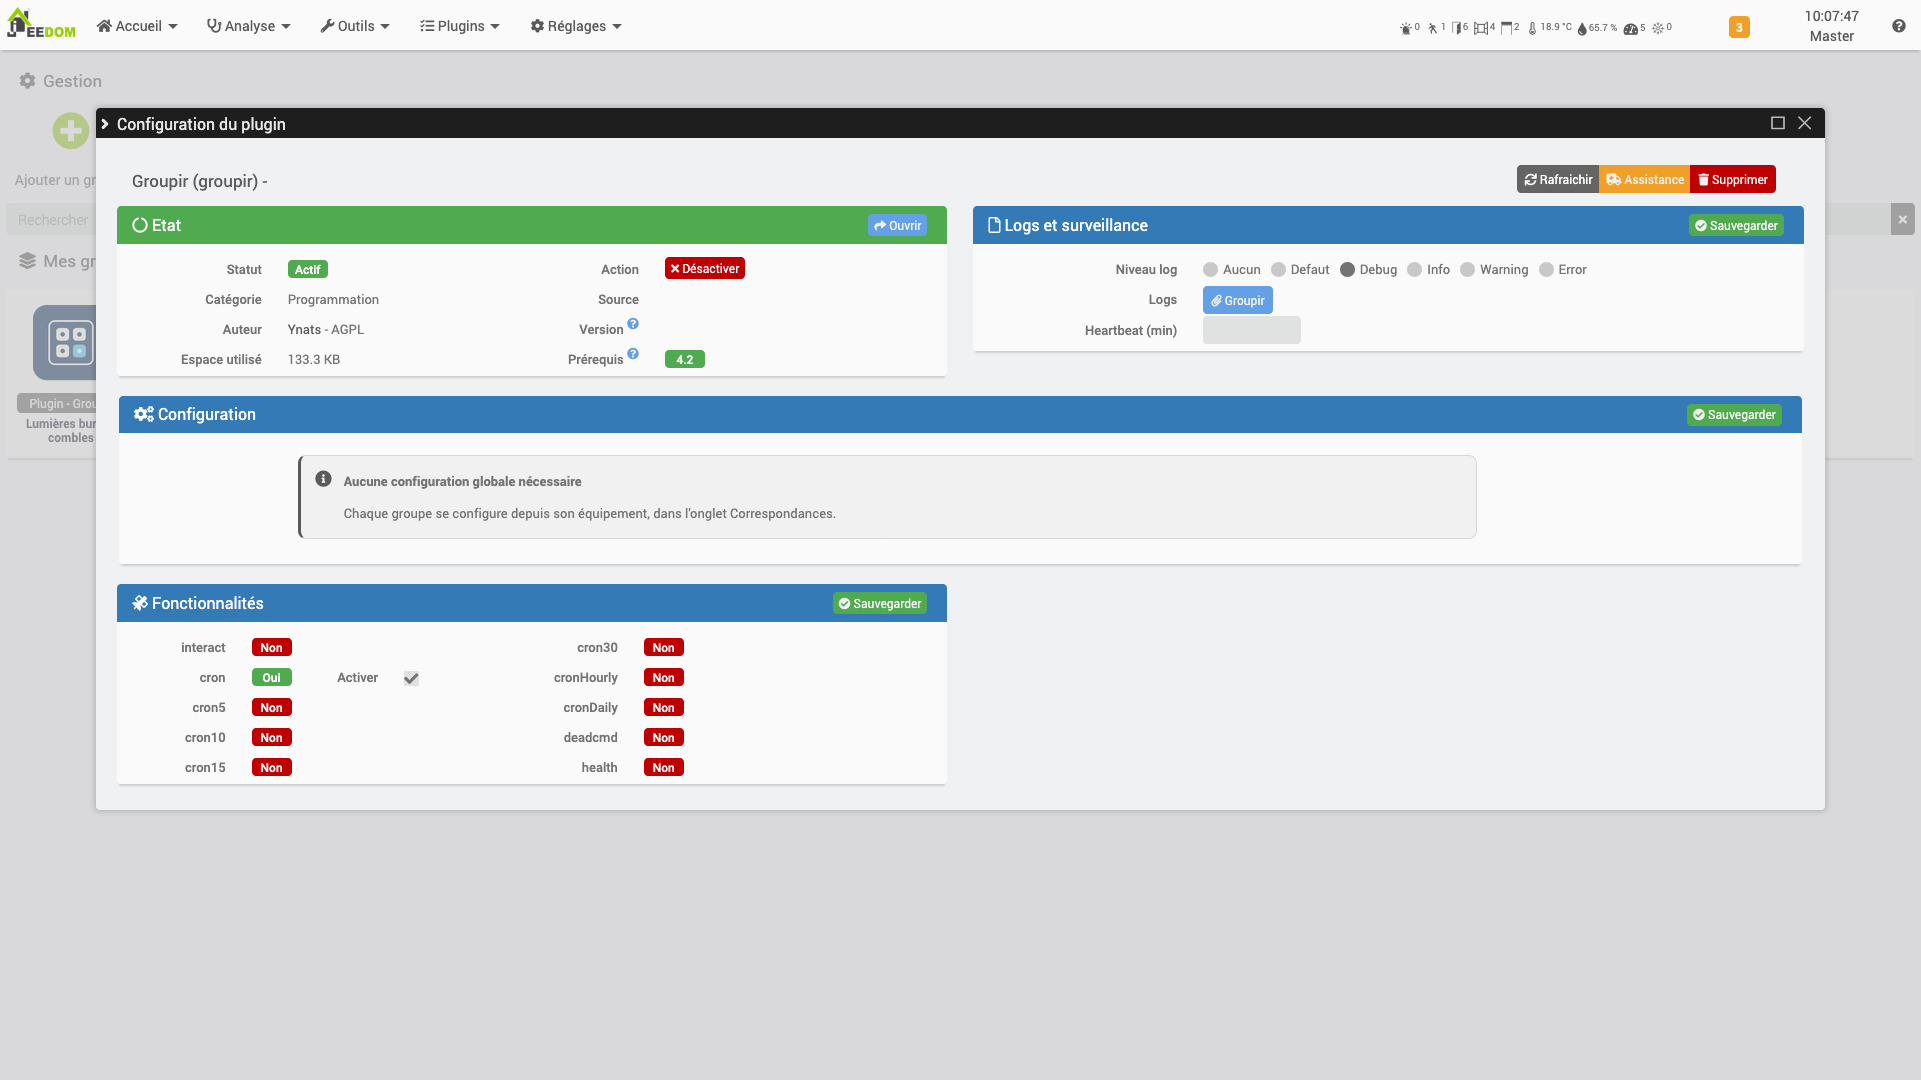 JEEDOM
Accueil
Analyse
Outils
Plugins
Réglages
0 1 6 4 2 18.9 °C 65.7 % 5 0
3
10:07:47
Master
Gestion
Ajouter un gr
Rechercher
Mes gr
Plugin - Grou
Lumières bur
combles
Configuration du plugin
Groupir (groupir) -
Rafraichir
Assistance
Supprimer
Etat
Ouvrir
Statut Actif
Action Désactiver
Catégorie Programmation
Source
Auteur Ynats - AGPL
Version
Espace utilisé 133.3 KB
Prérequis 4.2
Logs et surveillance
Sauvegarder
Niveau log Aucun Defaut Debug Info Warning Error
Logs Groupir
Heartbeat (min)
Configuration
Sauvegarder
Aucune configuration globale nécessaire
Chaque groupe se configure depuis son équipement, dans l'onglet Correspondances.
Fonctionnalités
Sauvegarder
interact Non
cron30 Non
cron Oui Activer
cronHourly Non
cron5 Non
cronDaily Non
cron10 Non
deadcmd Non
cron15 Non
health Non